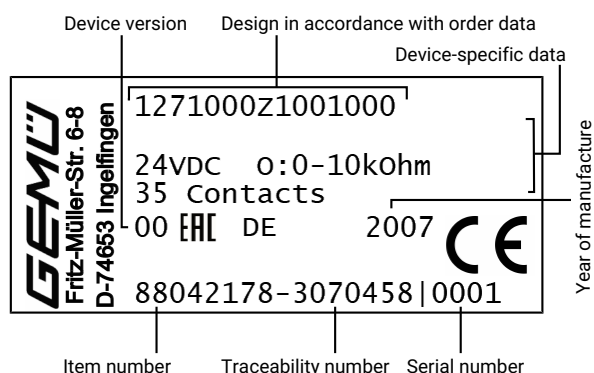 Device version
Design in accordance with order data
Device-specific data
1271000Z1001000
GEMÜ
Fritz-Müller-Str. 6-8
D-74653 Ingelfingen
24VDC O:0-10kOhm
35 Contacts
00 EAC DE 2007 CE
Year of manufacture
88042178-3070458|0001
Item number Traceability number Serial number